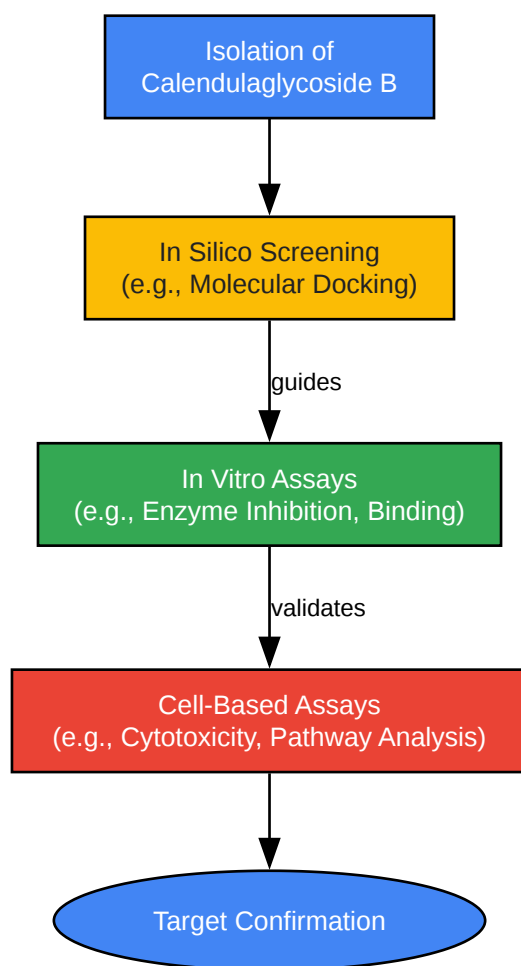 Isolation of
Calendulaglycoside B
In Silico Screening
(e.g., Molecular Docking)
guides
In Vitro Assays
(e.g., Enzyme Inhibition, Binding)
validates
Cell-Based Assays
(e.g., Cytotoxicity, Pathway Analysis)
Target Confirmation